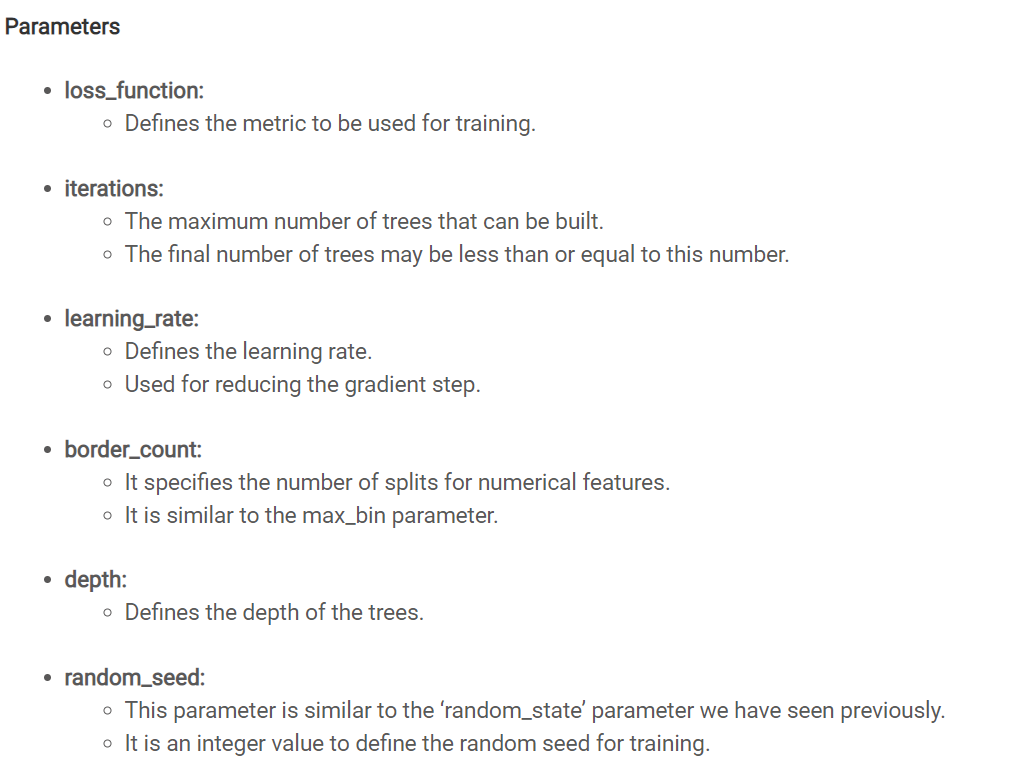 Parameters
loss_function:
Defines the metric to be used for training.
iterations:
The maximum number of trees that can be built.
The final number of trees may be less than or equal to this number.
learning_rate:
Defines the learning rate.
Used for reducing the gradient step.
border_count:
It specifies the number of splits for numerical features.
It is similar to the max_bin parameter.
depth:
Defines the depth of the trees.
random_seed:
This parameter is similar to the ‘random_state’ parameter we have seen previously.
It is an integer value to define the random seed for training.